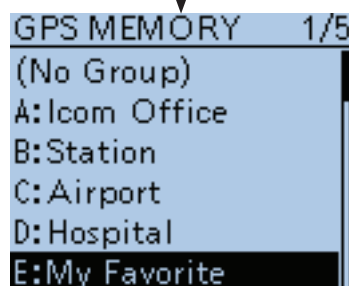 GPS MEMORY 1/5
(No Group)
A:Icom Office
B:Station
C:Airport
D:Hospital
E:My Favorite